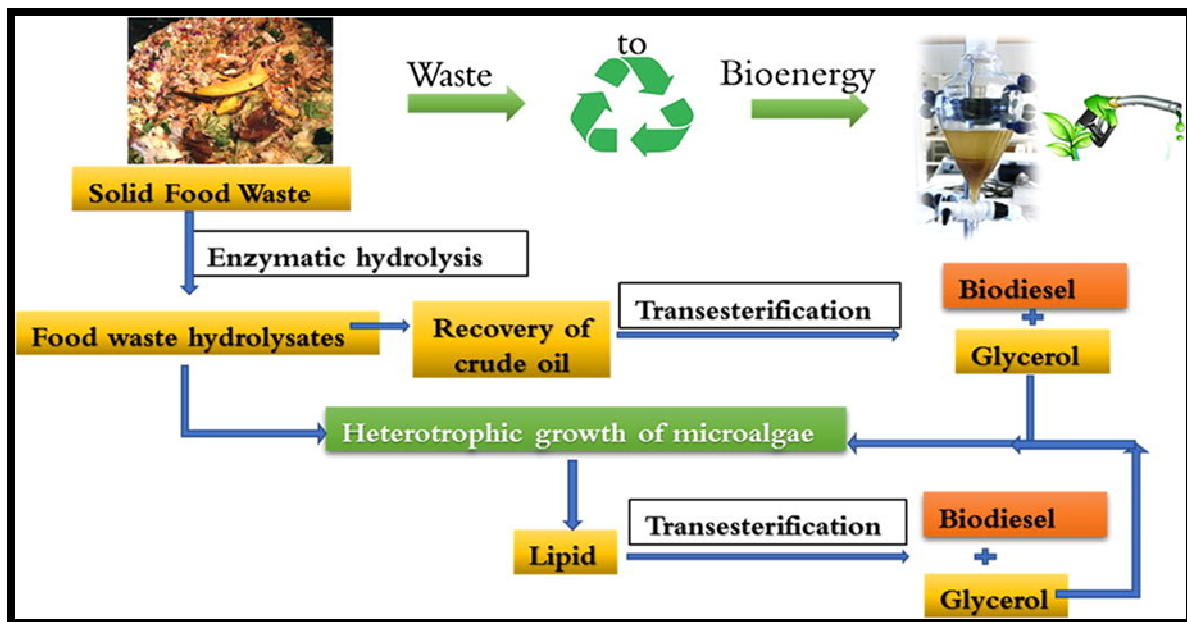 Waste
to
Bioenergy
Solid Food Waste
Enzymatic hydrolysis
Food waste hydrolysates
Recovery of
crude oil
Transesterification
Biodiesel
+
Glycerol
Heterotrophic growth of microalgae
Lipid
Transesterification
Biodiesel
+
Glycerol